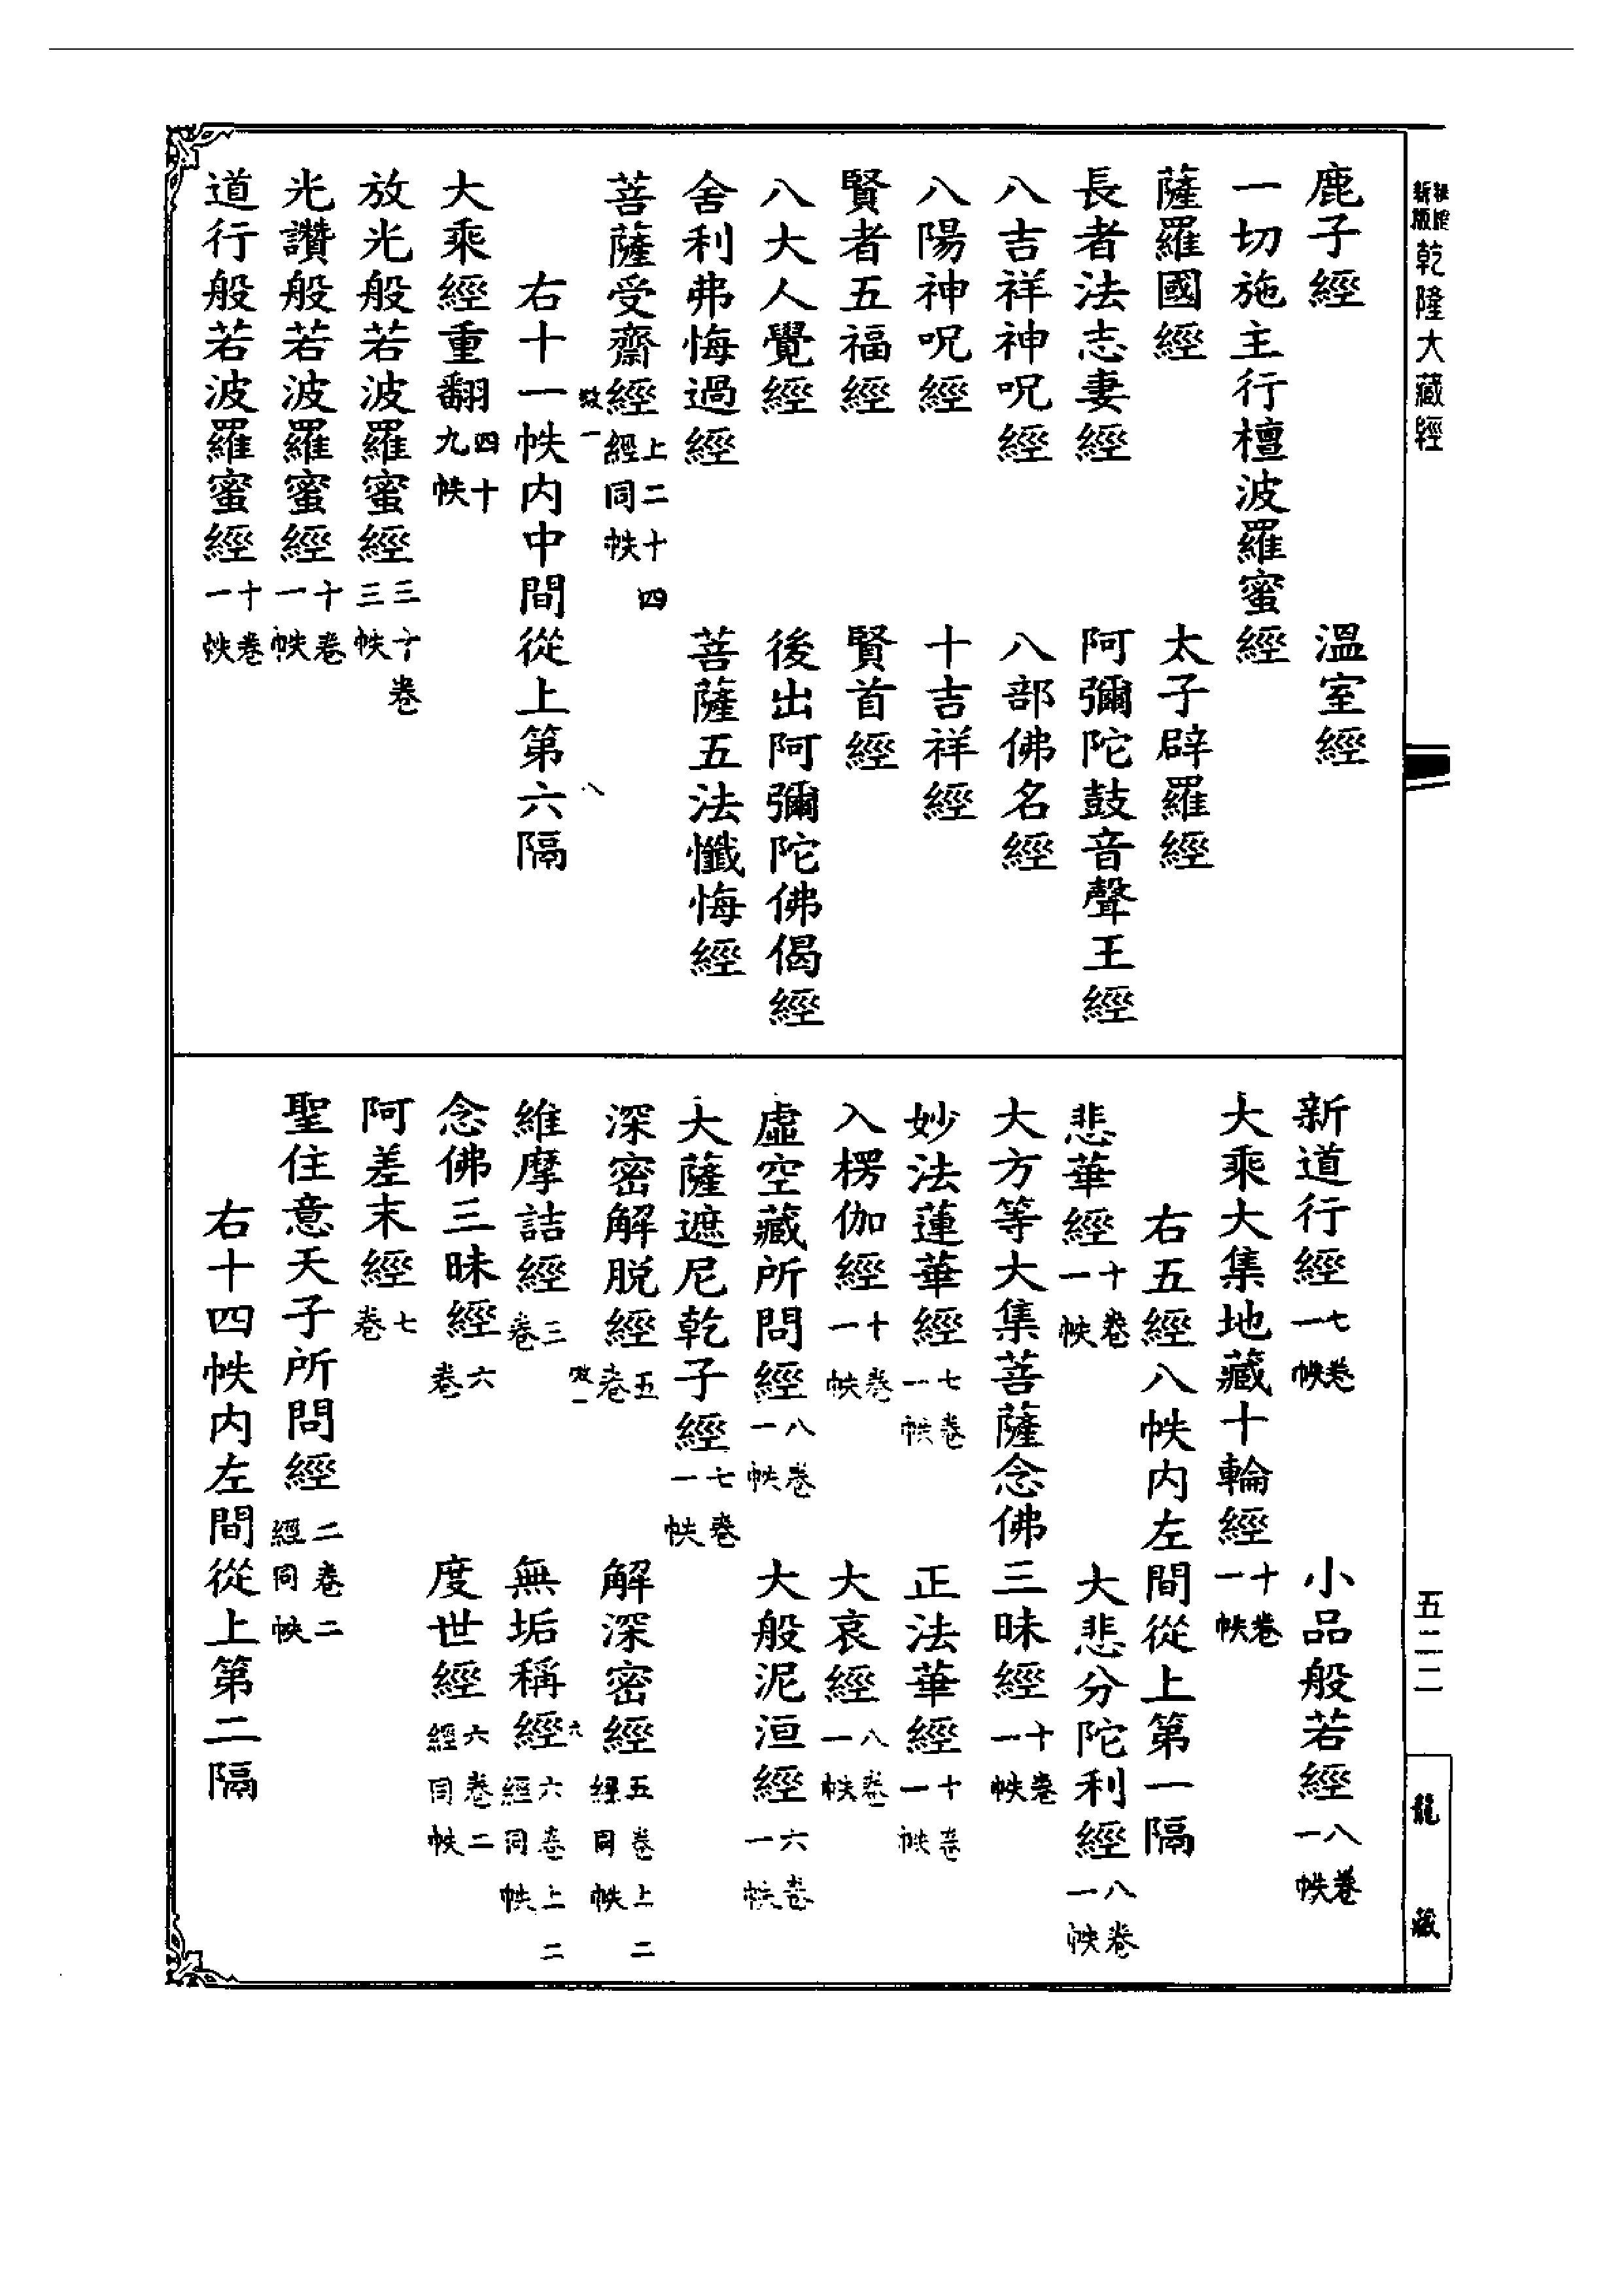 新版 乾隆大藏經
鹿子經 溫室經
一切施主行檀波羅蜜經
薩羅國經 太子辟羅經
長者法志妻經 阿彌陀鼓音聲王經
八吉祥神呪經 八部佛名經
八陽神呪經 十吉祥經
賢者五福經 賢首經
八大人覺經 後出阿彌陀佛偈經
舍利弗悔過經 菩薩五法懺悔經
菩薩受齋經上二十四經同帙
右十一帙内中間從上第六隔
大乘經重翻四十九帙
放光般若波羅蜜經三十卷三帙
光讚般若波羅蜜經十卷一帙
道行般若波羅蜜經十卷一帙
新道行經七卷一帙 小品般若經八卷一帙
大乘大集地藏十輪經十卷一帙
右五經八帙内左間從上第一隔
悲華經十卷一帙 大悲分陀利經八卷一帙
大方等大集菩薩念佛三昧經十卷一帙
妙法蓮華經七卷一帙 正法華經十卷一帙
入楞伽經十卷一帙 大哀經八卷一帙
虛空藏所問經八卷一帙 大般泥洹經六卷一帙
大薩遮尼乾子經七卷一帙
深密解脱經五卷 解深密經五卷上二經同帙
維摩詰經三卷 無垢稱經六卷上二經同帙
念佛三昧經六卷 度世經六卷二經同帙
阿差末經七卷
聖住意天子所問經二卷二經同帙
右十四帙内左間從上第二隔
五二二
龍藏